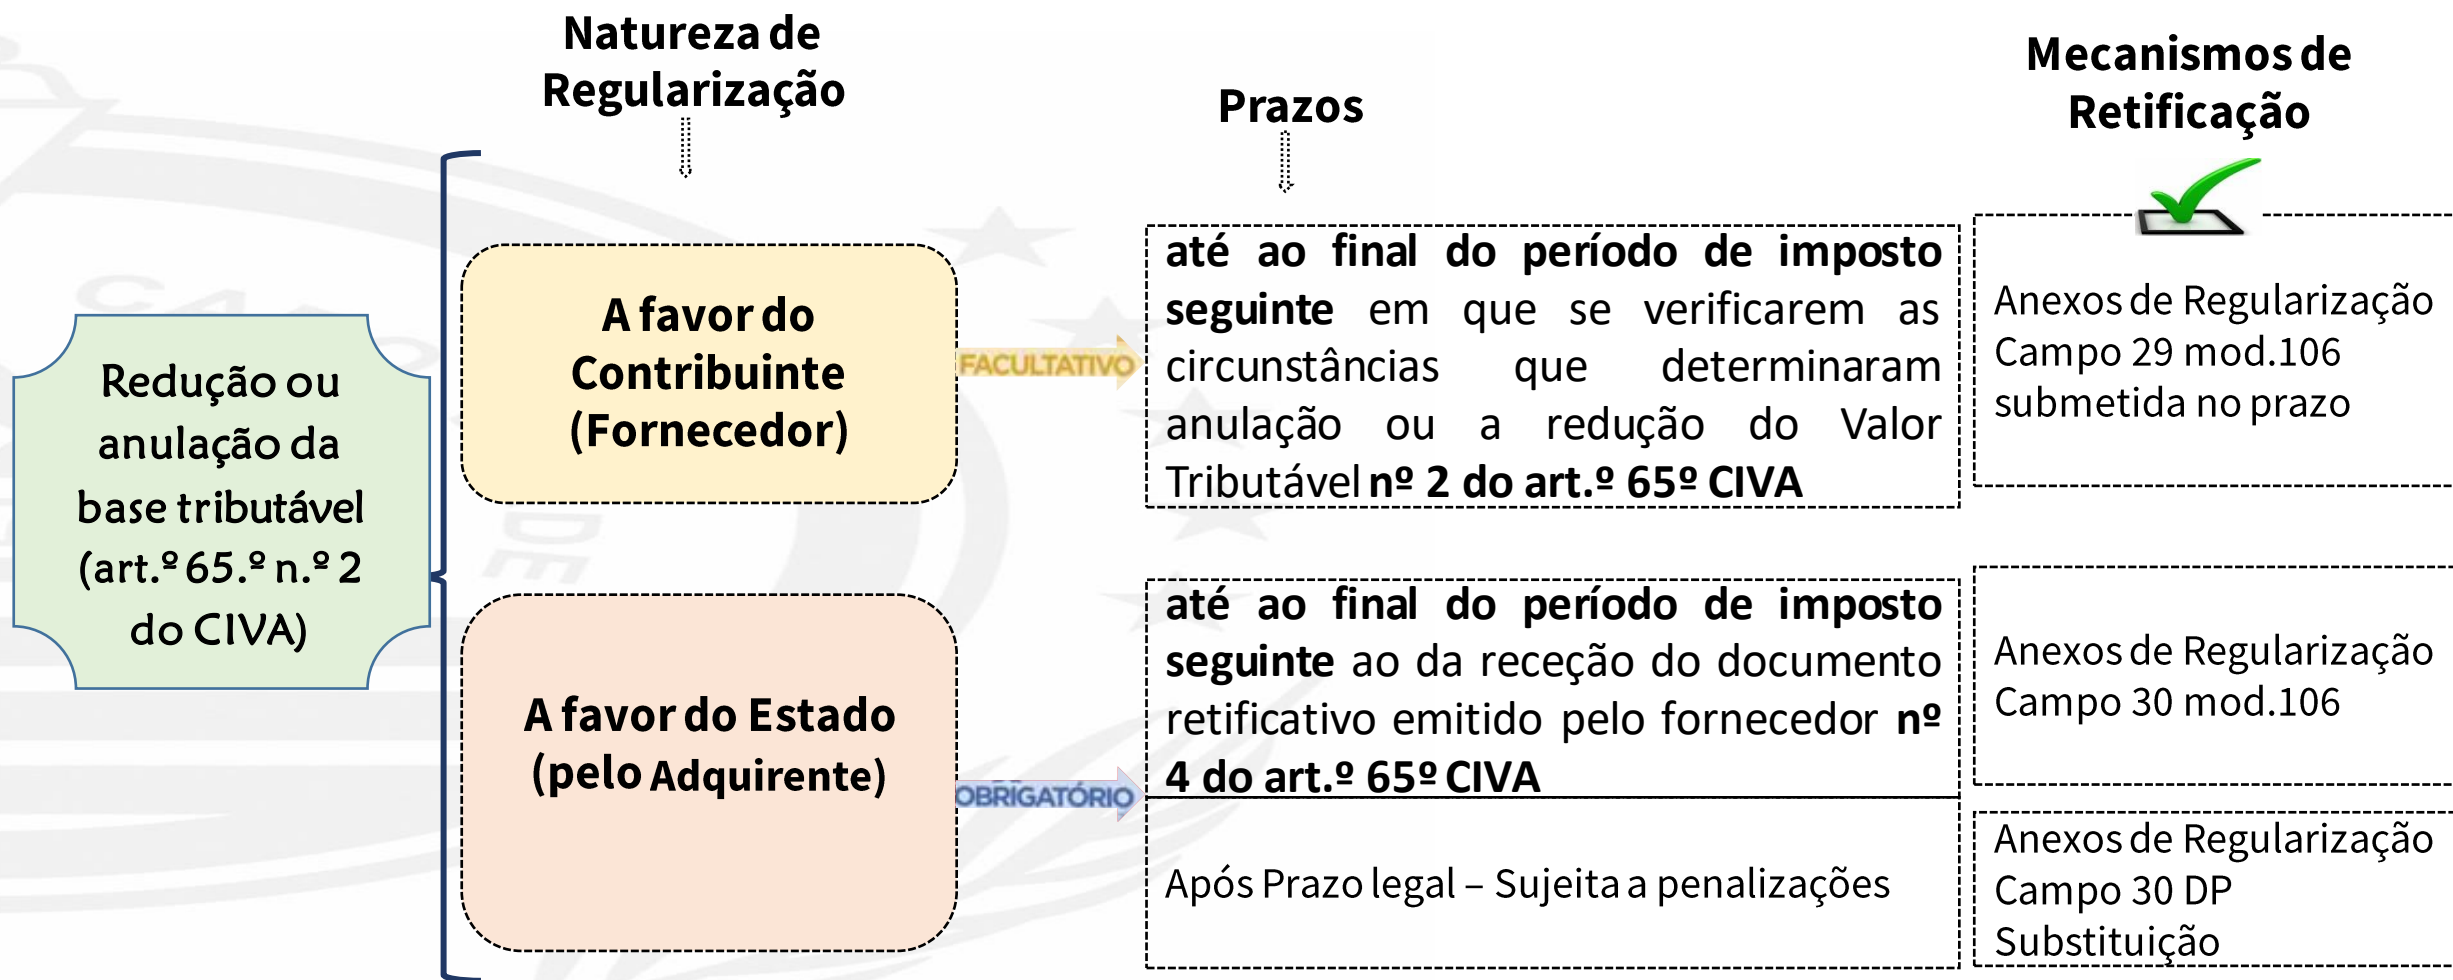 Natureza de
Regularização
Prazos
Mecanismos de
Retificação
Redução ou
anulação da
base tributável
(art.º 65.º n.º 2
do CIVA)
A favor do
Contribuinte
(Fornecedor)
FACULTATIVO
até ao final do período de imposto
seguinte em que se verificarem as
circunstâncias que determinaram
anulação ou a redução do Valor
Tributável nº 2 do art.º 65º CIVA
Anexos de Regularização
Campo 29 mod.106
submetida no prazo
A favor do Estado
(pelo Adquirente)
OBRIGATÓRIO
até ao final do período de imposto
seguinte ao da receção do documento
retificativo emitido pelo fornecedor nº
4 do art.º 65º CIVA
Anexos de Regularização
Campo 30 mod.106
Após Prazo legal – Sujeita a penalizações
Anexos de Regularização
Campo 30 DP
Substituição